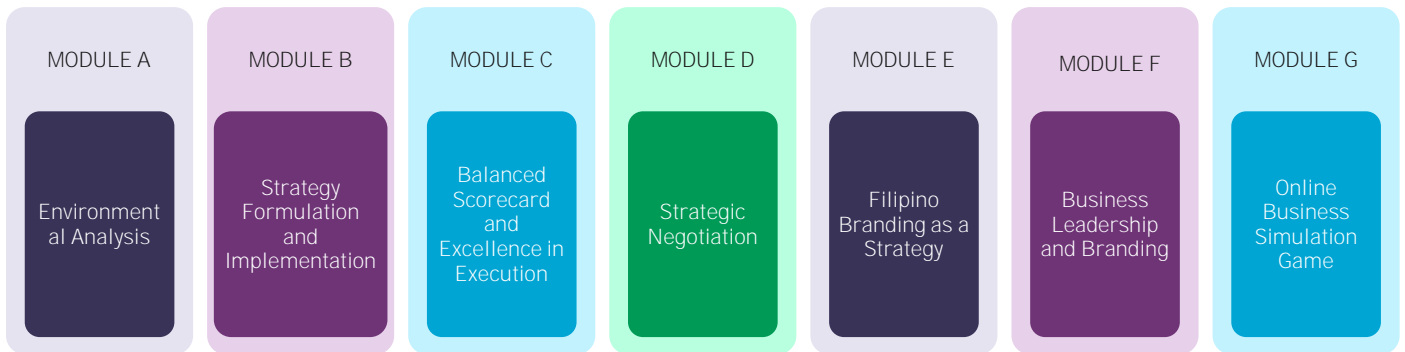 MODULE A
Environment
al Analysis
MODULE B
Strategy
Formulation
and
Implementation
MODULE C
Balanced
Scorecard
and
Excellence in
Execution
MODULE D
Strategic
Negotiation
MODULE E
Filipino
Branding as a
Strategy
MODULE F
Business
Leadership
and Branding
MODULE G
Online
Business
Simulation
Game